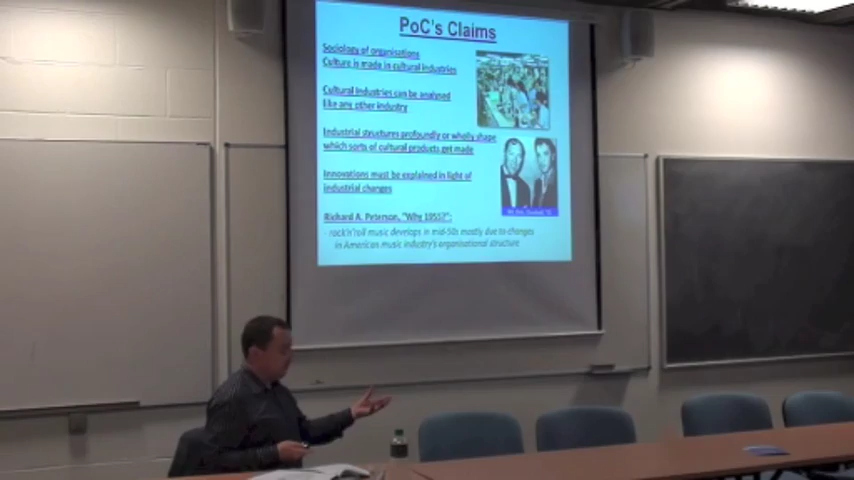 PoC's Claims
Sociology of organisations
Culture is made in cultural industries
Cultural industries can be analysed
like any other industry
Industrial structures profoundly or wholly shape
which sorts of cultural products get made
Innovations must be explained in light of
industrial changes
Richard A. Peterson, "Why 1955?":
- rock'n'roll music develops in mid-50s mostly due to changes
in American music industry's organisational structure